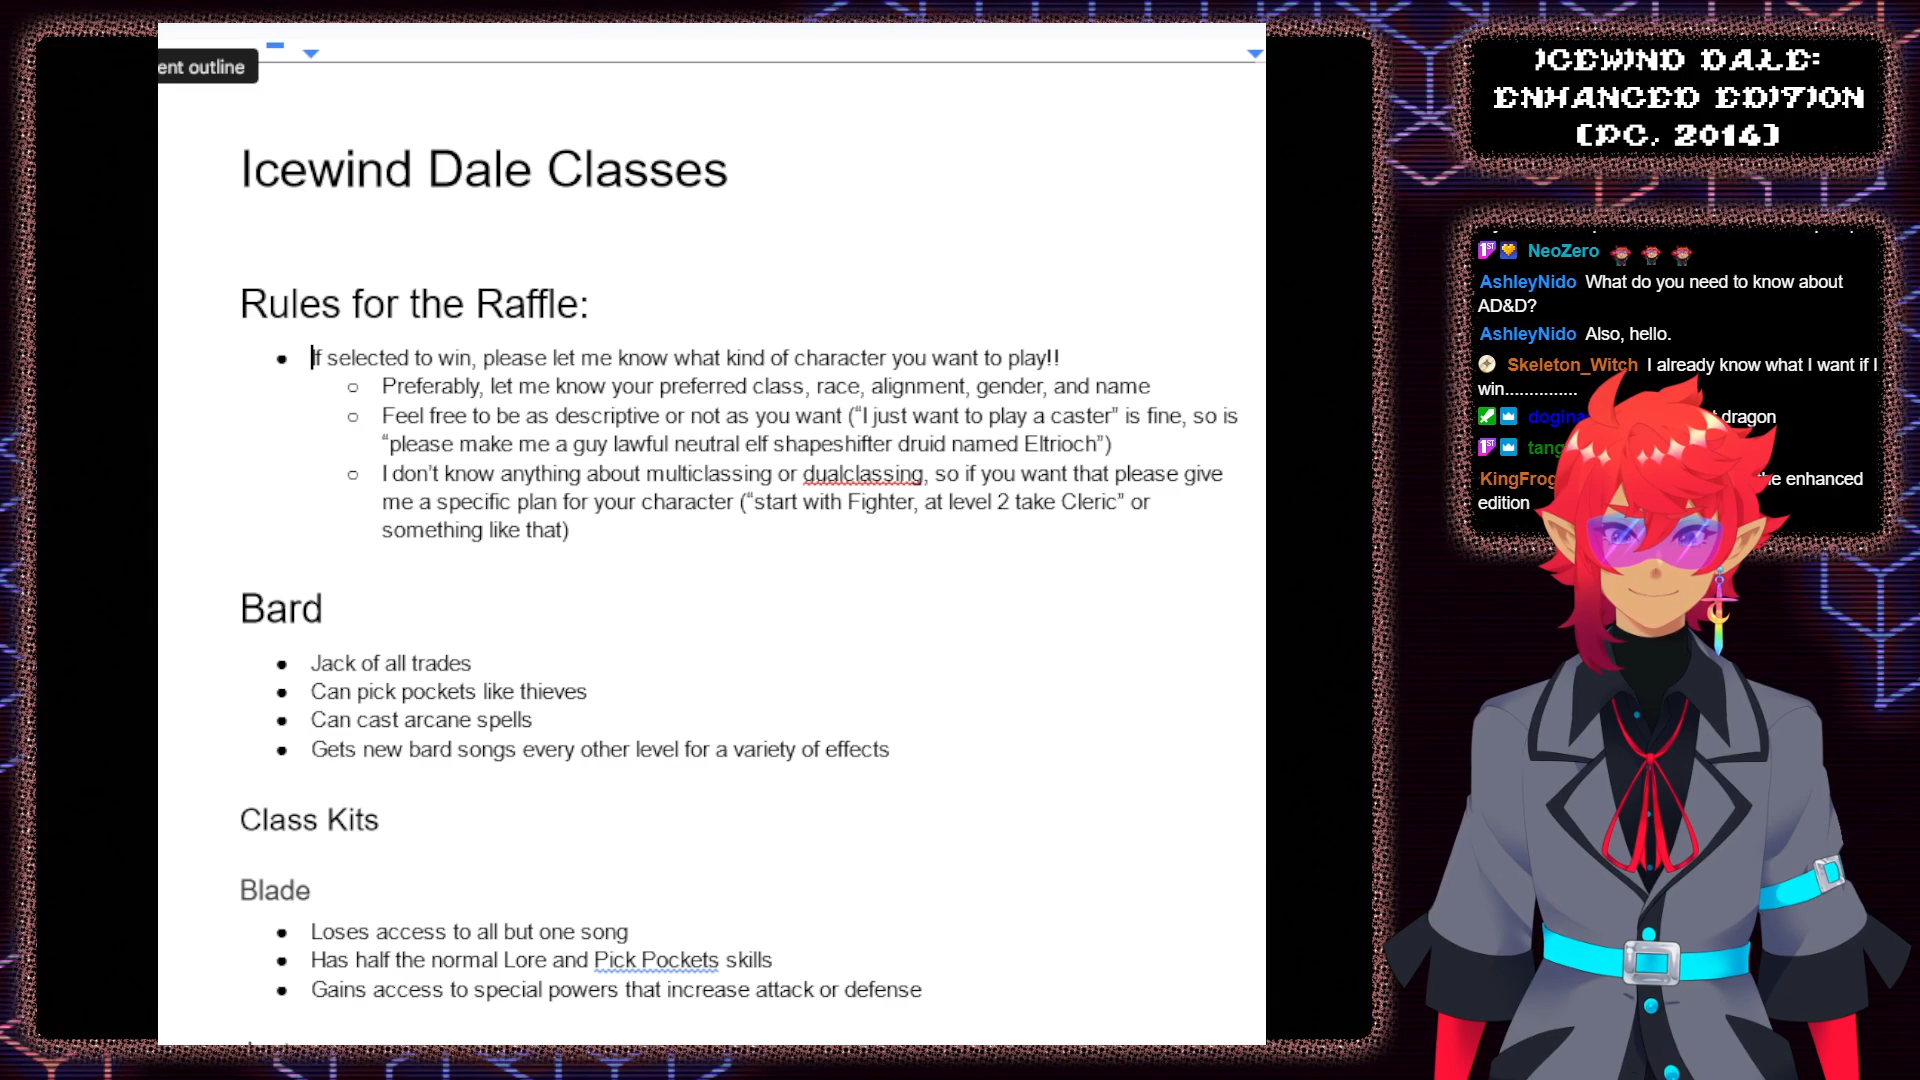 ent outline
Icewind Dale Classes
Rules for the Raffle:
If selected to win, please let me know what kind of character you want to play!!
Preferably, let me know your preferred class, race, alignment, gender, and name
Feel free to be as descriptive or not as you want (“I just want to play a caster” is fine, so is
“please make me a guy lawful neutral elf shapeshifter druid named Eltrioch”)
I don’t know anything about multiclassing or dualclassing, so if you want that please give
me a specific plan for your character (“start with Fighter, at level 2 take Cleric” or
something like that)
Bard
Jack of all trades
Can pick pockets like thieves
Can cast arcane spells
Gets new bard songs every other level for a variety of effects
Class Kits
Blade
Loses access to all but one song
Has half the normal Lore and Pick Pockets skills
Gains access to special powers that increase attack or defense
ICEWIND DALE:
ENHANCED EDITION
(PC, 2014)
1ST NeoZero
AshleyNido What do you need to know about
AD&D?
AshleyNido Also, hello.
Skeleton_Witch I already know what I want if I
win...............
dogina dragon
1ST tang
KingFrog he enhanced
edition